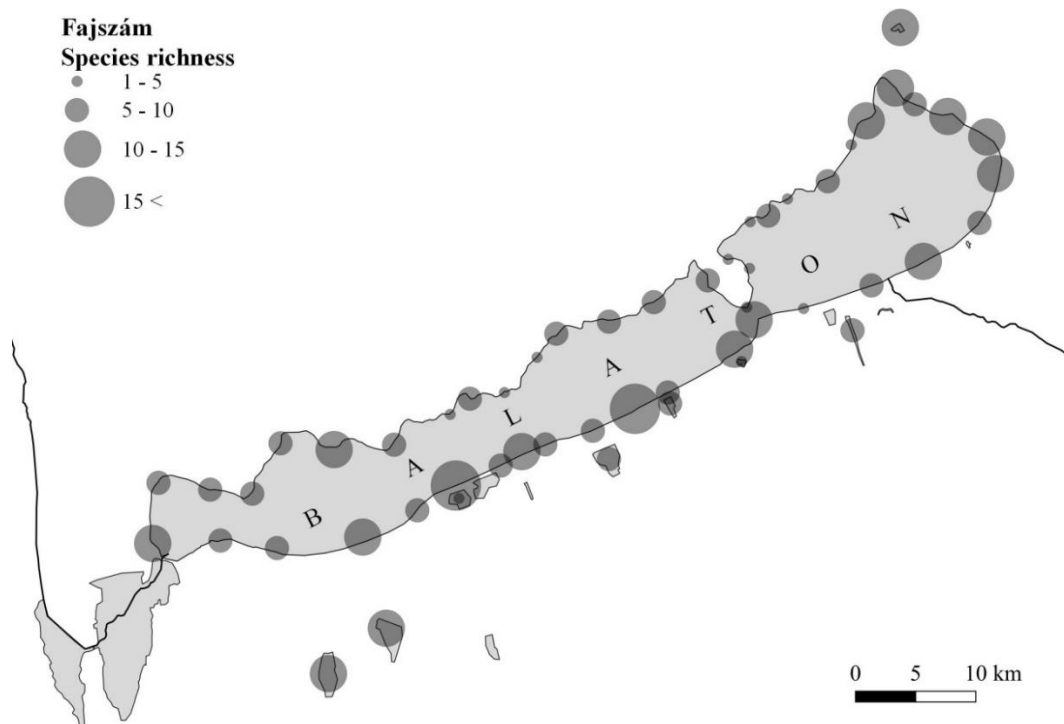 Fajszám
Species richness
1 - 5
5 - 10
10 - 15
15 <
B A L A T O N
0 5 10 km